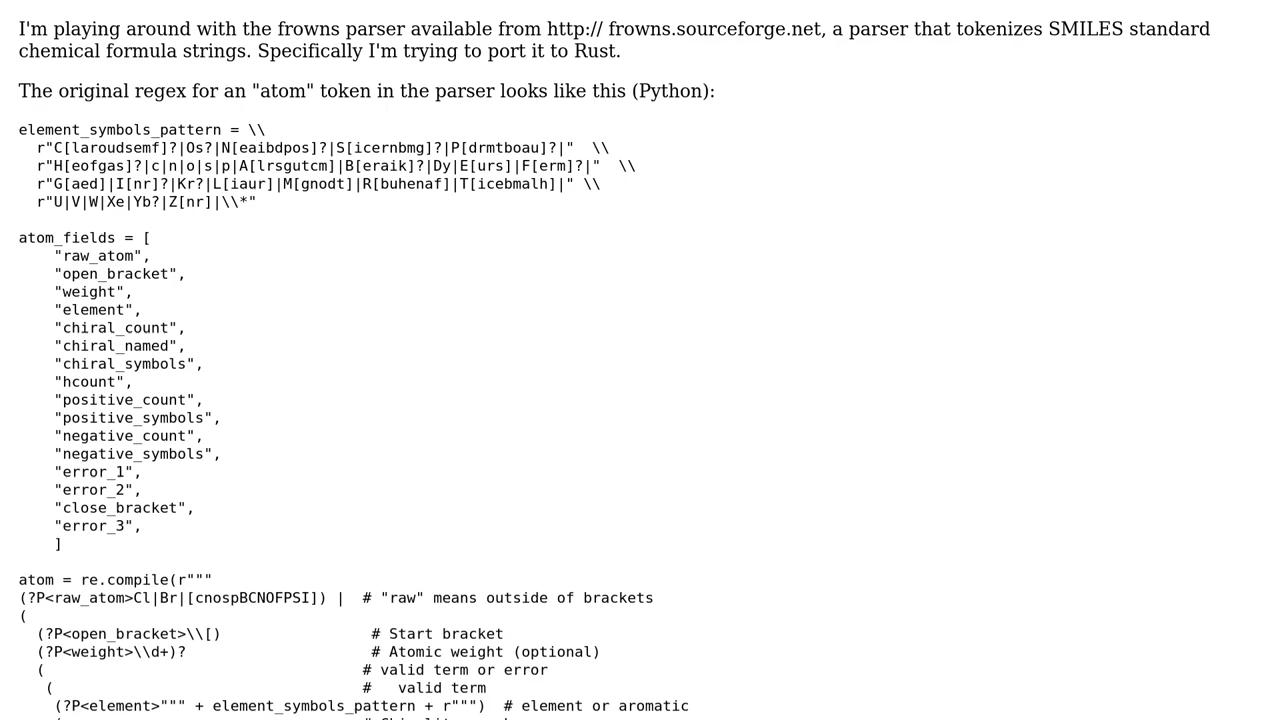 I'm playing around with the frowns parser available from http:// frowns.sourceforge.net, a parser that tokenizes SMILES standard
chemical formula strings. Specifically I'm trying to port it to Rust.
The original regex for an "atom" token in the parser looks like this (Python):
element_symbols_pattern = \\
  r"C[laroudsemf]?|Os?|N[eaibdpos]?|S[icernbmg]?|P[drmtboau]?|"  \\
  r"H[eofgas]?|c|n|o|s|p|A[lrsgutcm]|B[eraik]?|Dy|E[urs]|F[erm]?|"  \\
  r"G[aed]|I[nr]?|Kr?|L[iaur]|M[gnodt]|R[buhenaf]|T[icebmalh]|" \\
  r"U|V|W|Xe|Yb?|Z[nr]|\\*"
atom_fields = [
    "raw_atom",
    "open_bracket",
    "weight",
    "element",
    "chiral_count",
    "chiral_named",
    "chiral_symbols",
    "hcount",
    "positive_count",
    "positive_symbols",
    "negative_count",
    "negative_symbols",
    "error_1",
    "error_2",
    "close_bracket",
    "error_3",
    ]
atom = re.compile(r"""
(?P<raw_atom>Cl|Br|[cnospBCNOFPSI]) |  # "raw" means outside of brackets
(
  (?P<open_bracket>\\[)                 # Start bracket
  (?P<weight>\\d+)?                     # Atomic weight (optional)
  (                                    # valid term or error
   (                                   #   valid term
    (?P<element>""" + element_symbols_pattern + r""")  # element or aromatic